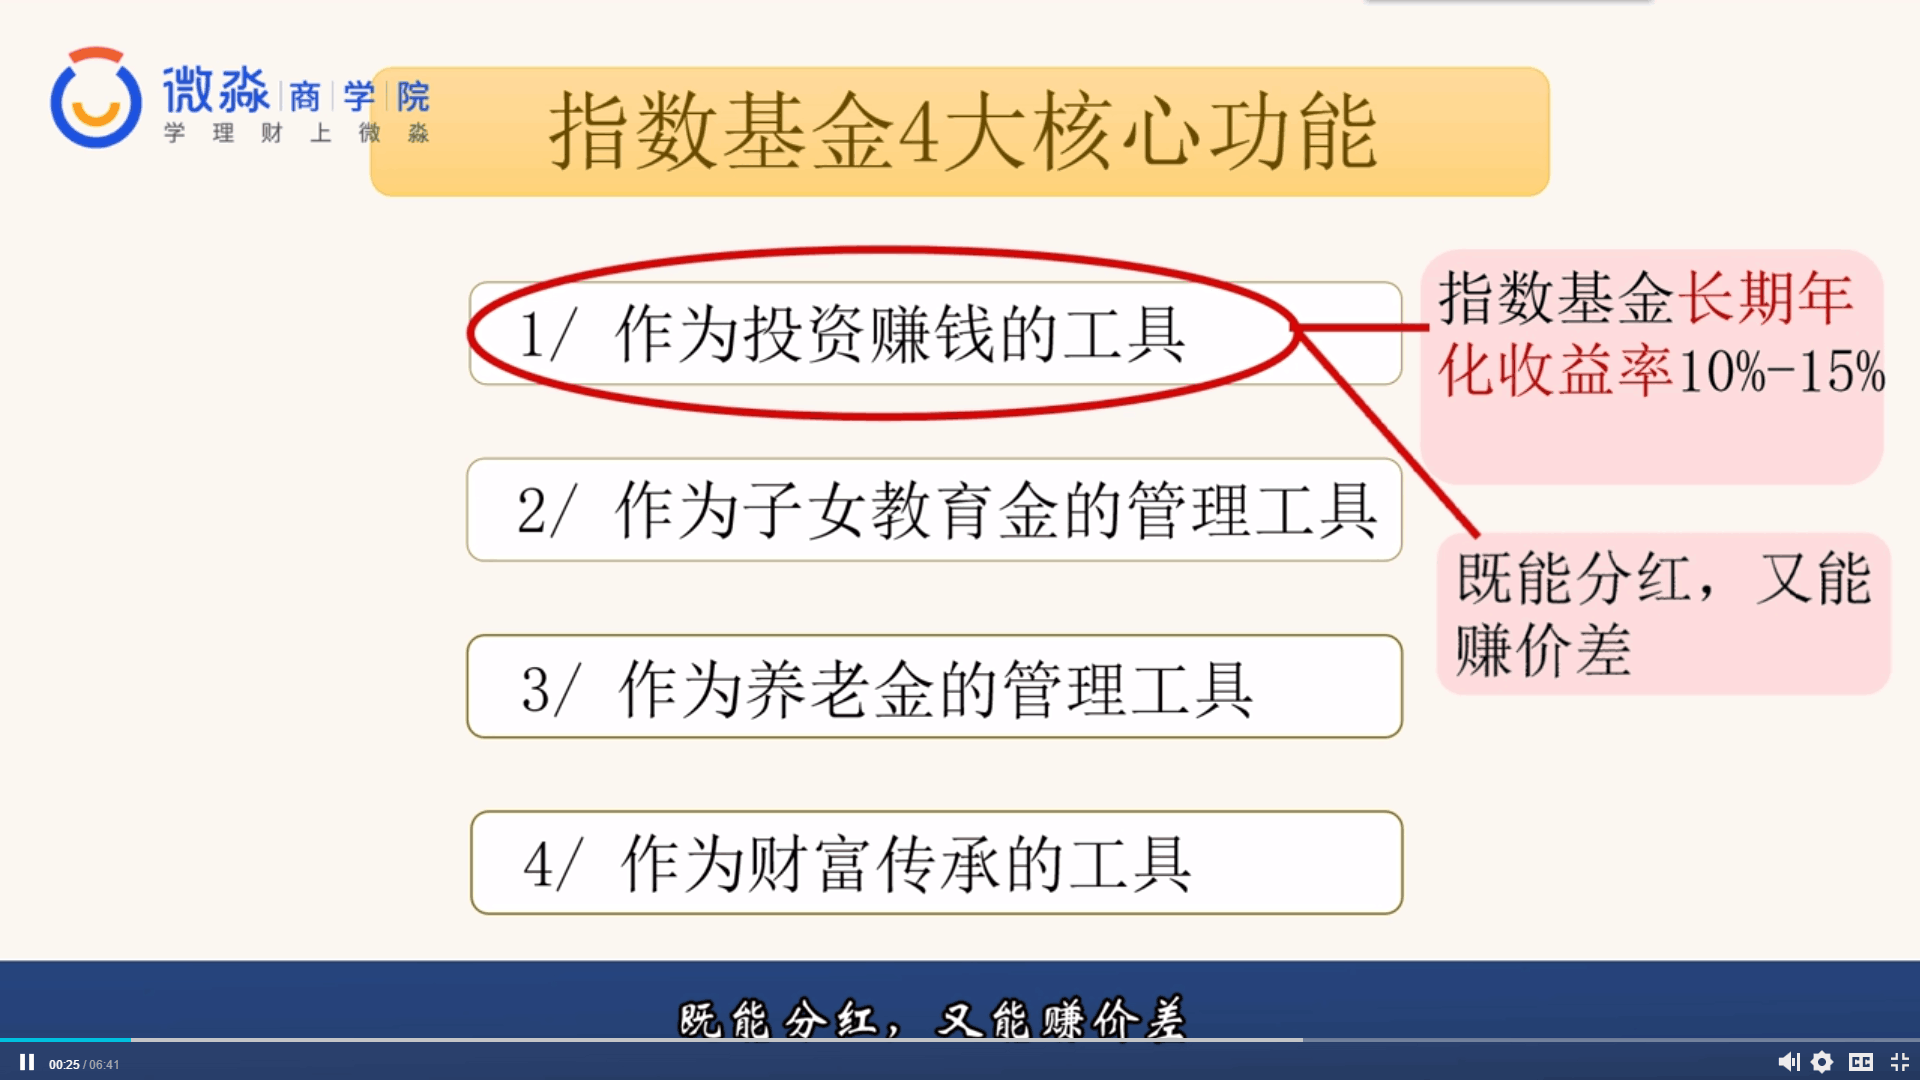 微淼商学院
学理财上微淼
指数基金4大核心功能
1/ 作为投资赚钱的工具
指数基金长期年
化收益率10%-15%
2/ 作为子女教育金的管理工具
既能分红，又能
赚价差
3/ 作为养老金的管理工具
4/ 作为财富传承的工具
既能分红，又能赚价差
00:25 / 06:41
CC